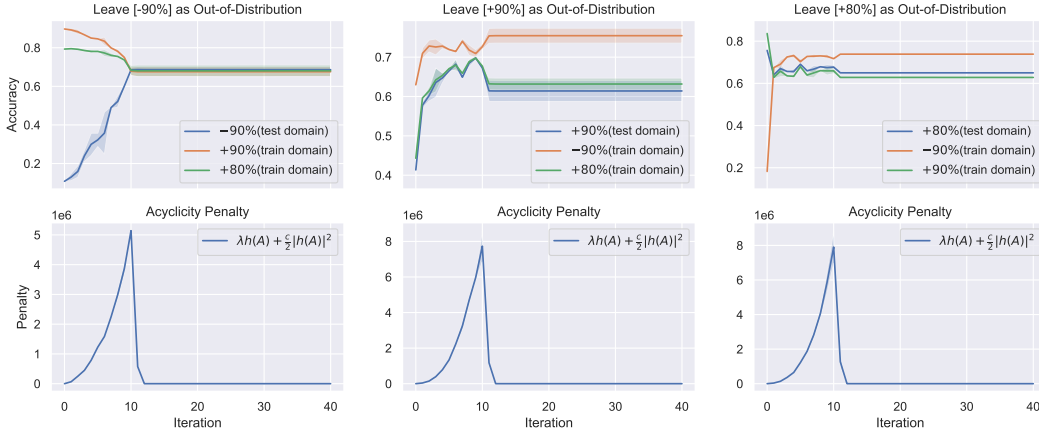 Leave [-90%] as Out-of-Distribution
Accuracy
0.8
0.6
0.4
0.2
−90%(test domain)
+90%(train domain)
+80%(train domain)
Leave [+90%] as Out-of-Distribution
0.7
0.6
0.5
0.4
+90%(test domain)
−90%(train domain)
+80%(train domain)
Leave [+80%] as Out-of-Distribution
0.8
0.6
0.4
0.2
+80%(test domain)
−90%(train domain)
+90%(train domain)
1e6
Acyclicity Penalty
Penalty
5
4
3
2
1
0
λh(A) + c/2|h(A)|²
0 10 20 30 40
Iteration
1e6
Acyclicity Penalty
8
6
4
2
0
λh(A) + c/2|h(A)|²
0 10 20 30 40
Iteration
1e6
Acyclicity Penalty
8
6
4
2
0
λh(A) + c/2|h(A)|²
0 10 20 30 40
Iteration